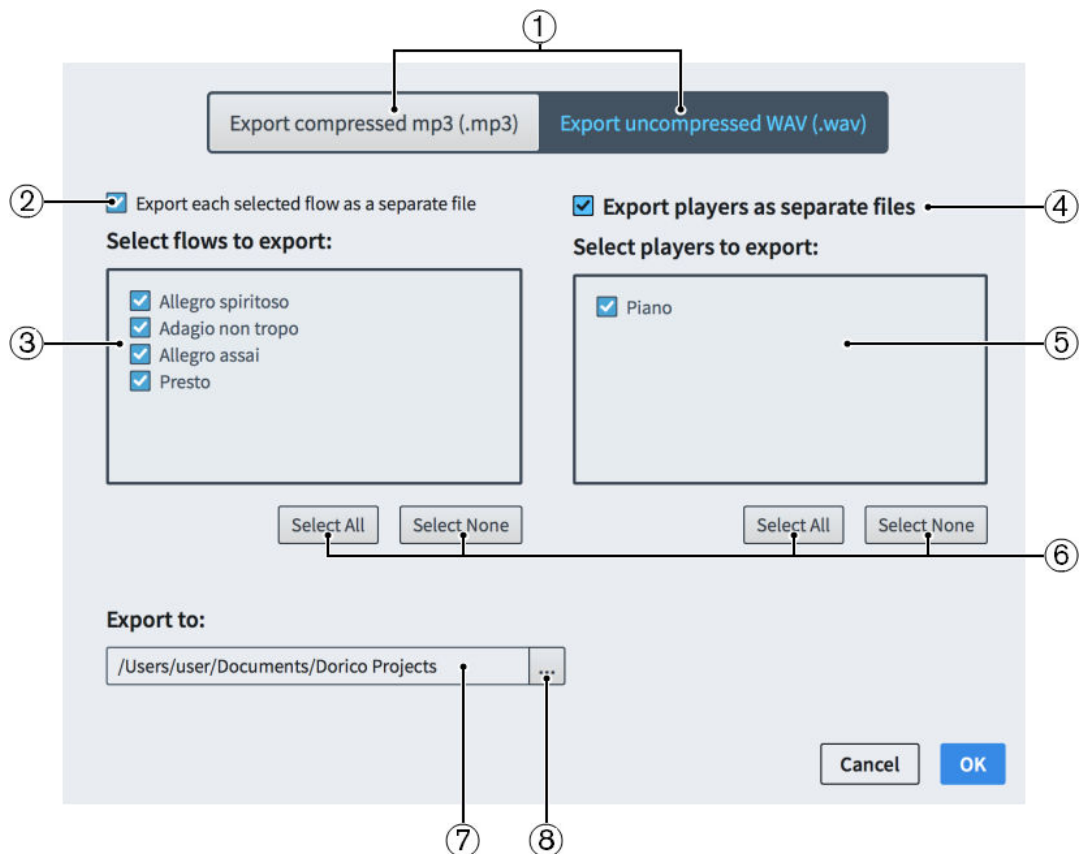 ①
Export compressed mp3 (.mp3) Export uncompressed WAV (.wav)
② Export each selected flow as a separate file
Export players as separate files ④
Select flows to export:
Select players to export:
Allegro spiritoso
Piano
Adagio non tropo
③ Allegro assai ⑤
Presto
Select All Select None Select All Select None
⑥
Export to:
/Users/user/Documents/Dorico Projects ...
Cancel OK
⑦ ⑧